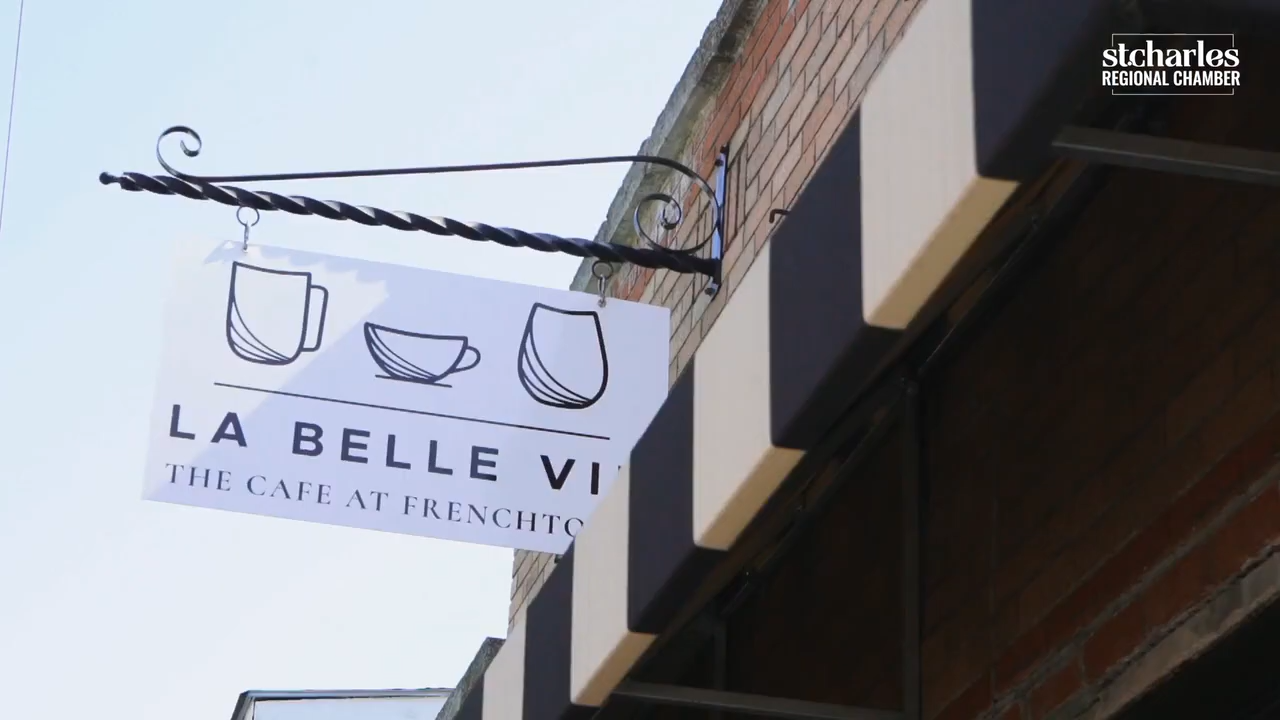 stcharles
REGIONAL CHAMBER
LA BELLE VI
THE CAFE AT FRENCHTO